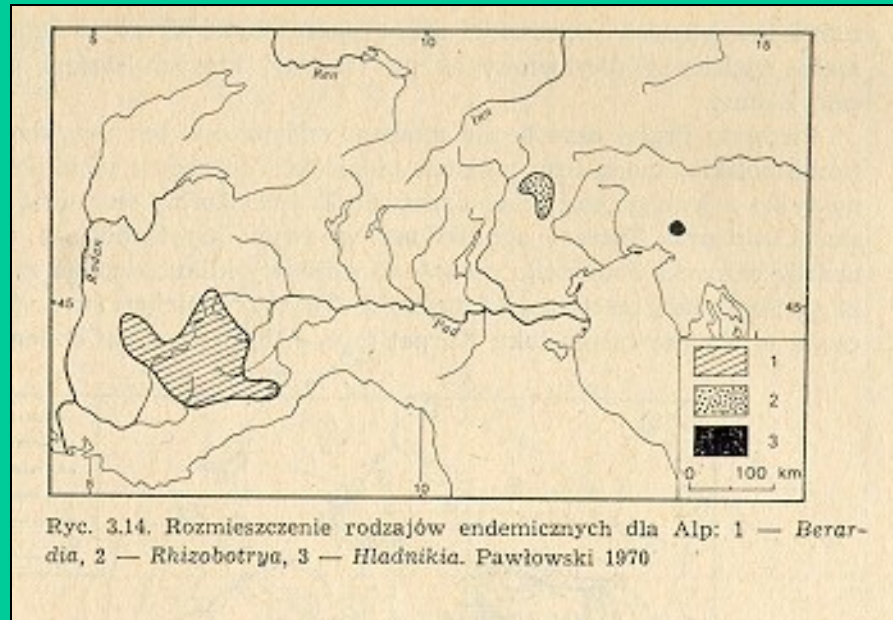 5
10
15
Ren
Inn
Rodan
45
Pad
45
1
2
3
0 100 km
5
10
Ryc. 3.14. Rozmieszczenie rodzajów endemicznych dla Alp: 1 — Berar-
dia, 2 — Rhizobotrya, 3 — Hladnikia. Pawłowski 1970